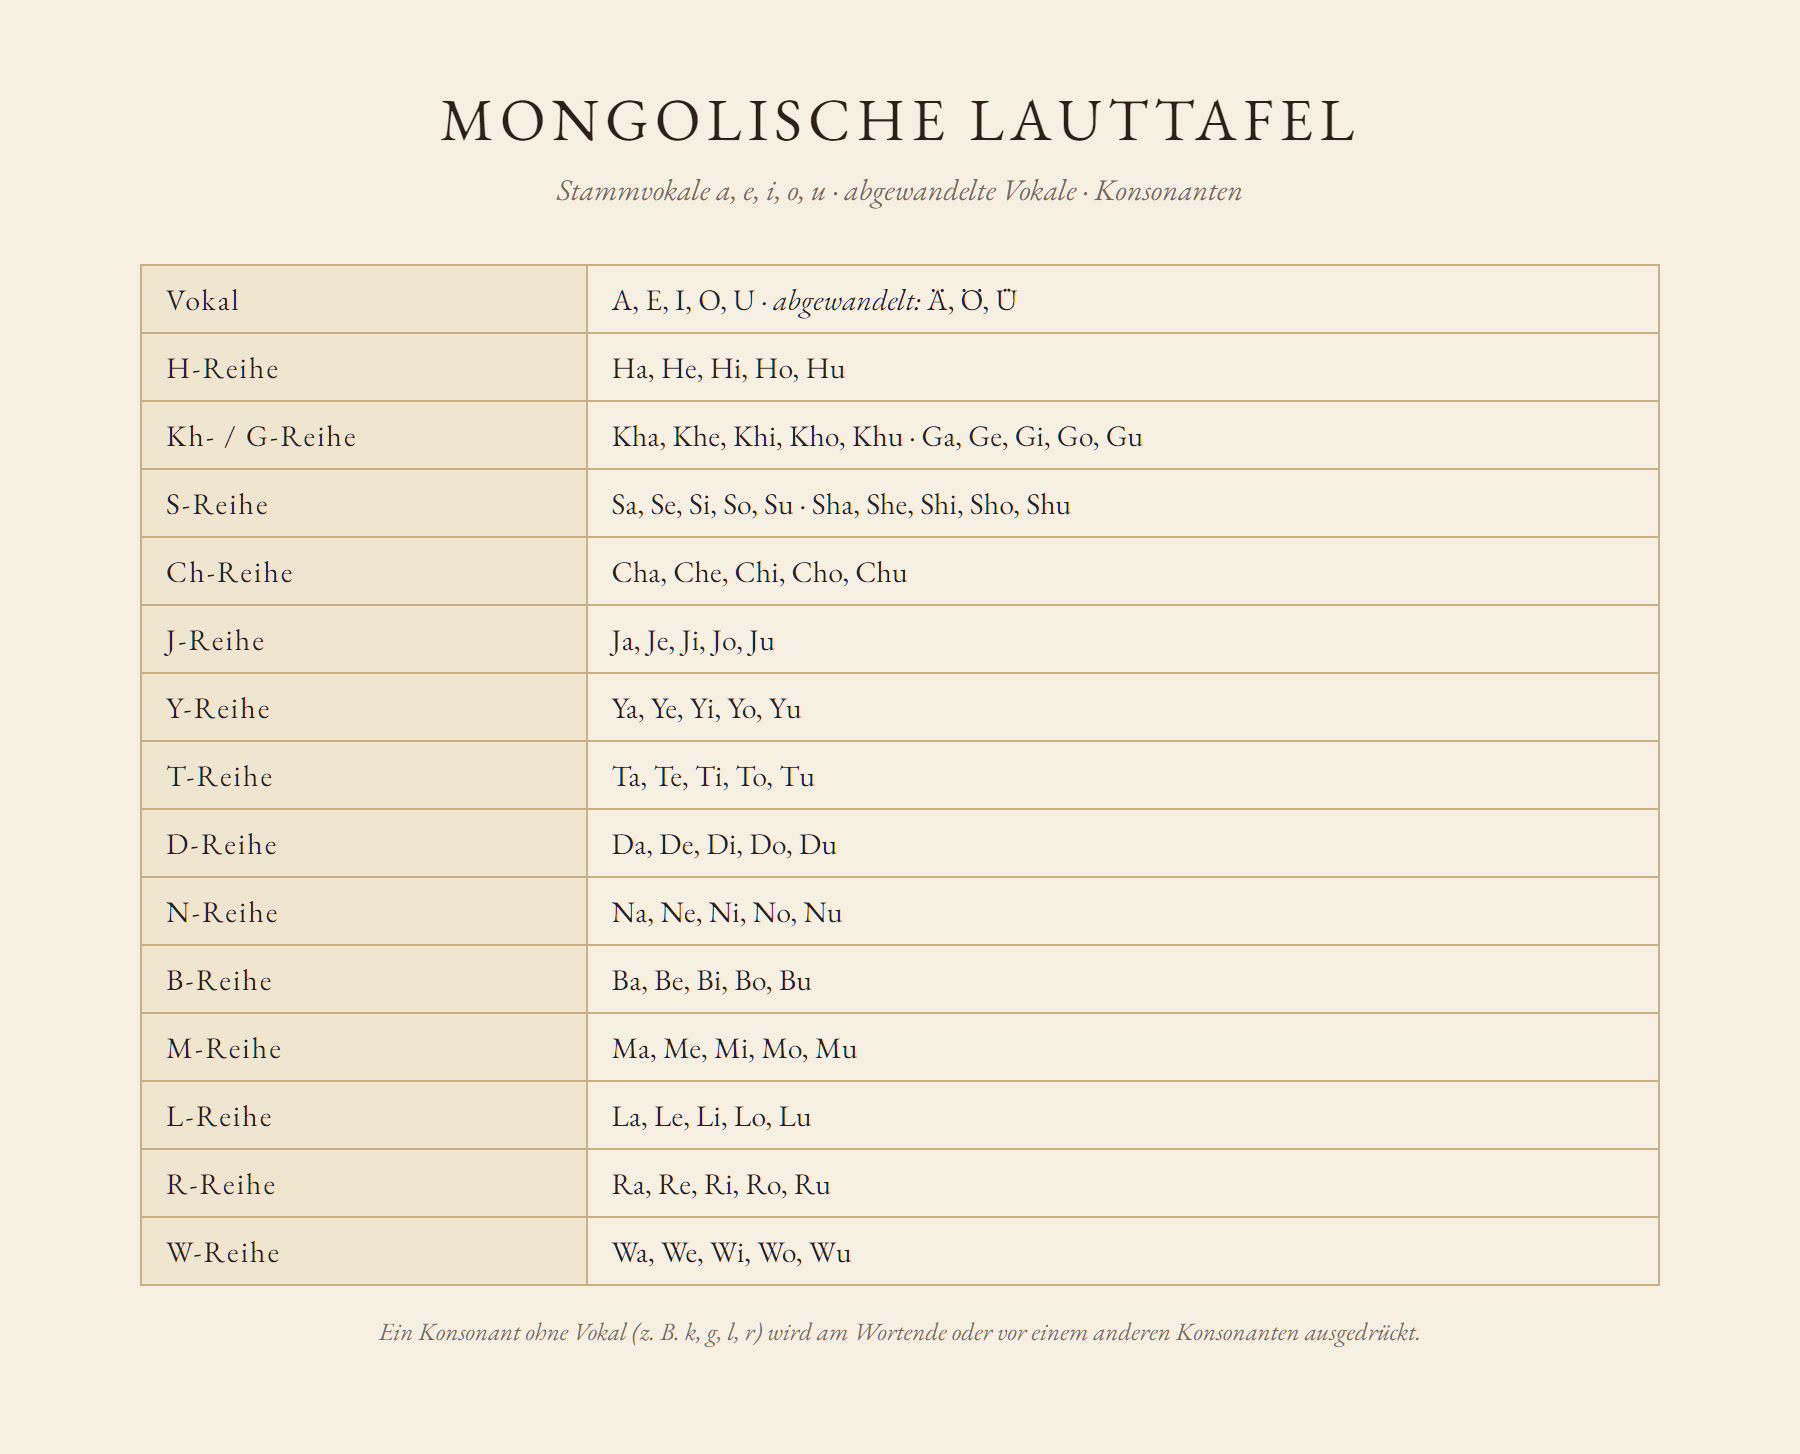 MONGOLISCHE LAUTTAFEL
Stammvokale a, e, i, o, u · abgewandelte Vokale · Konsonanten
Vokal A, E, I, O, U · abgewandelt: Ä, Ö, Ü
H-Reihe Ha, He, Hi, Ho, Hu
Kh- / G-Reihe Kha, Khe, Khi, Kho, Khu · Ga, Ge, Gi, Go, Gu
S-Reihe Sa, Se, Si, So, Su · Sha, She, Shi, Sho, Shu
Ch-Reihe Cha, Che, Chi, Cho, Chu
J-Reihe Ja, Je, Ji, Jo, Ju
Y-Reihe Ya, Ye, Yi, Yo, Yu
T-Reihe Ta, Te, Ti, To, Tu
D-Reihe Da, De, Di, Do, Du
N-Reihe Na, Ne, Ni, No, Nu
B-Reihe Ba, Be, Bi, Bo, Bu
M-Reihe Ma, Me, Mi, Mo, Mu
L-Reihe La, Le, Li, Lo, Lu
R-Reihe Ra, Re, Ri, Ro, Ru
W-Reihe Wa, We, Wi, Wo, Wu
Ein Konsonant ohne Vokal (z. B. k, g, l, r) wird am Wortende oder vor einem anderen Konsonanten ausgedrückt.